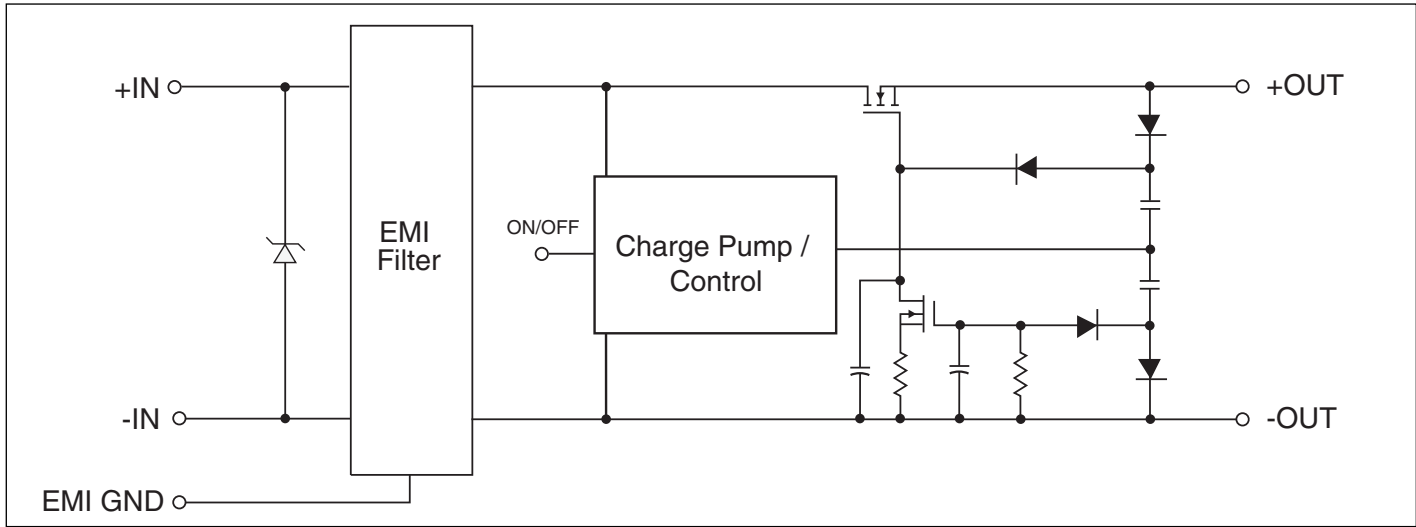 +IN
+OUT
EMI
Filter
ON/OFF
Charge Pump /
Control
-IN
-OUT
EMI GND